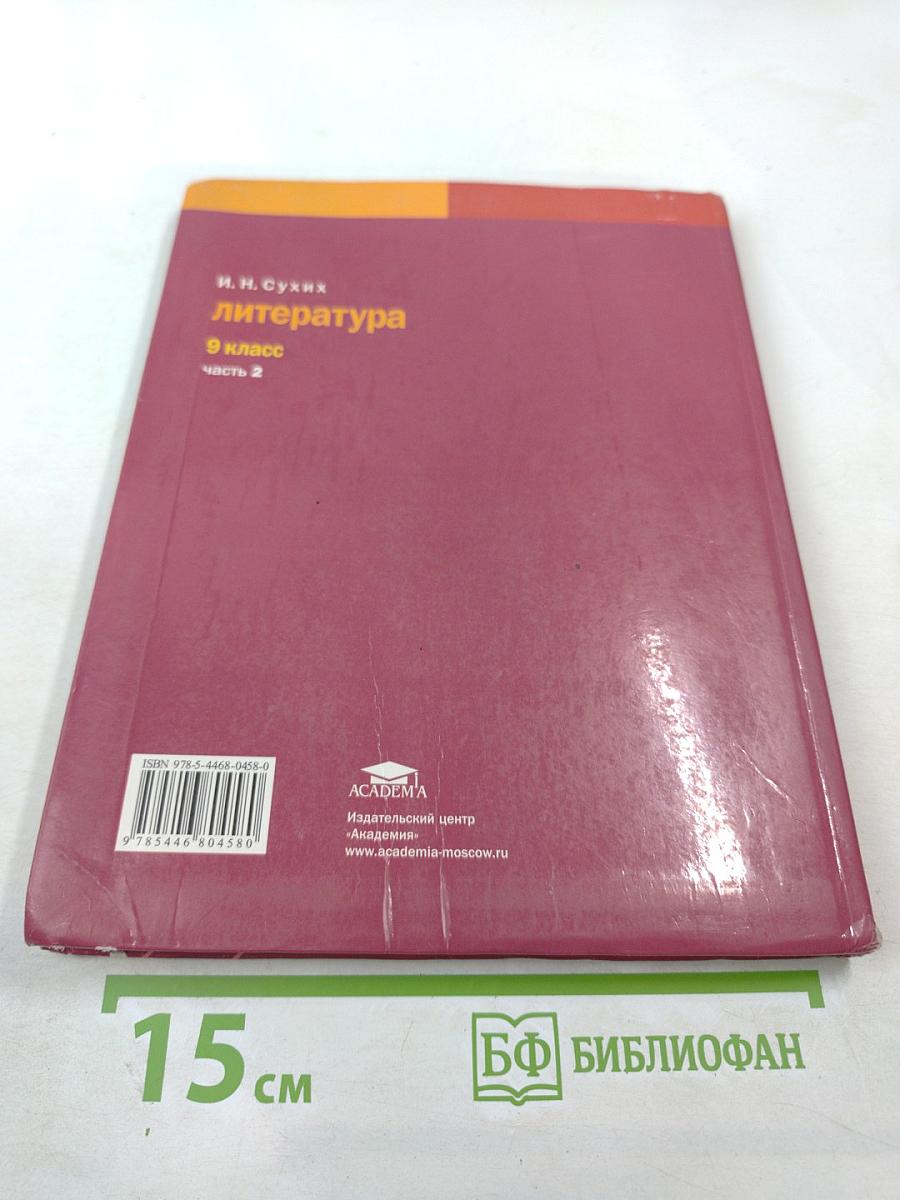 И. Н. Сухих
литература
9 класс
часть 2
ISBN 978-5-4468-0458-0
9 785446 804580
ACADEMiA
Издательский центр
«Академия»
www.academia-moscow.ru
15 см
БФ БИБЛИОФАН